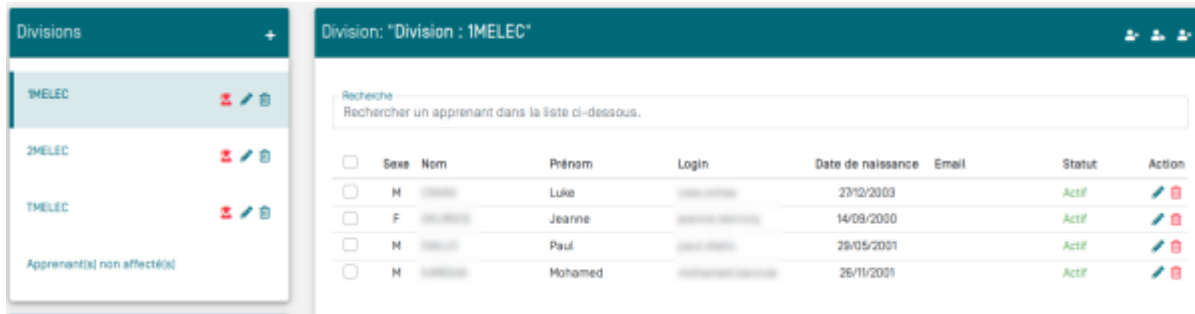 Divisions +
1MELEC
2MELEC
TMELEC
Apprenant(s) non affecté(s)
Division: "Division : 1MELEC"
Recherche
Rechercher un apprenant dans la liste ci-dessous.
Sexe Nom Prénom Login Date de naissance Email Statut Action
M Luke 27/12/2003 Actif
F Jeanne 14/09/2000 Actif
M Paul 29/05/2001 Actif
M Mohamed 26/11/2001 Actif